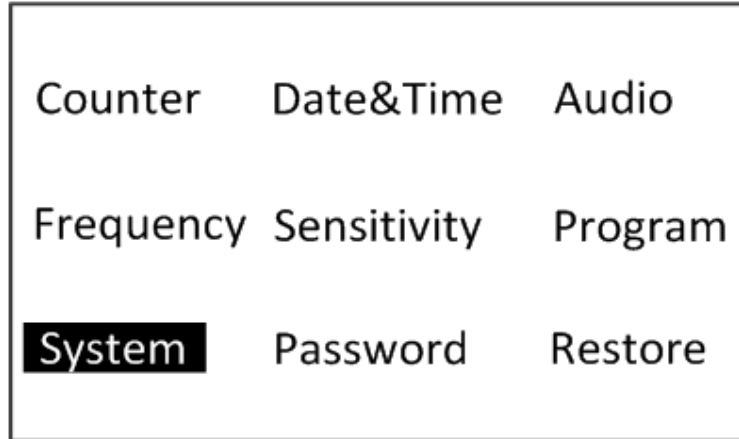 Counter Date&Time Audio
Frequency Sensitivity Program
System Password Restore